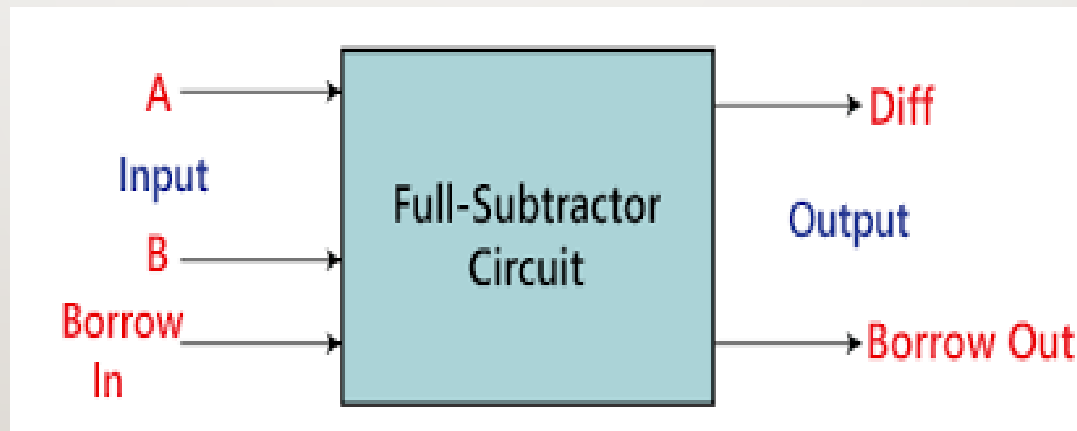 A
Input
B
Borrow
In
Full-Subtractor
Circuit
Diff
Output
Borrow Out